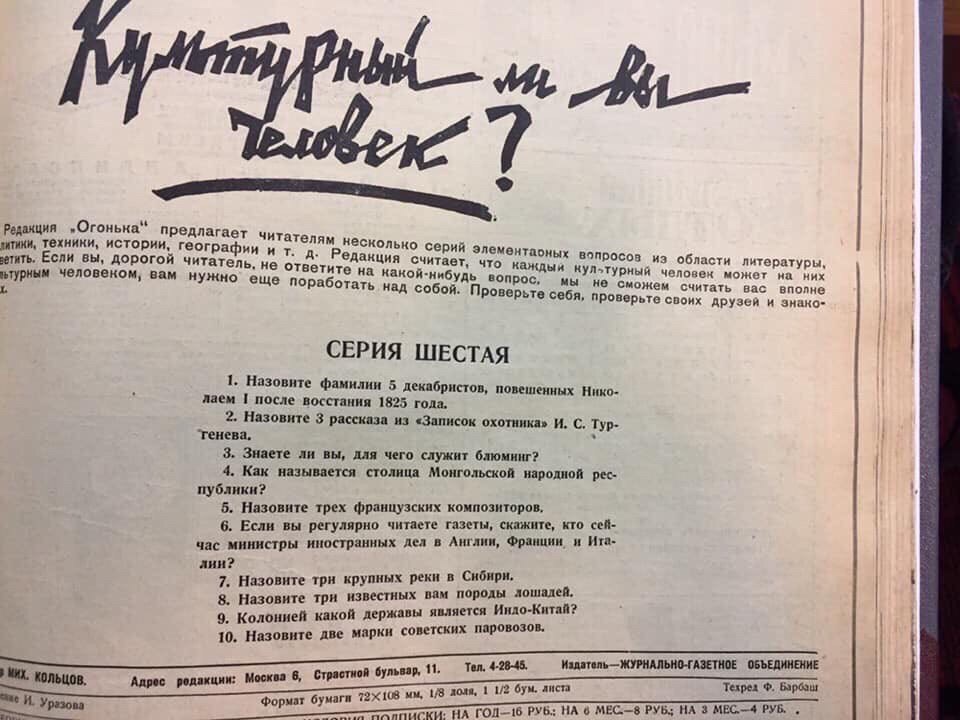 Культурный ли вы
человек?
Редакция „Огонька“ предлагает читателям несколько серий элементарных вопросов из области литературы,
литики, техники, истории, географии и т. д. Редакция считает, что каждый культурный человек может на них
ветить. Если вы, дорогой читатель, не ответите на какой-нибудь вопрос, мы не сможем считать вас вполне
льтурным человеком, вам нужно еще поработать над собой. Проверьте себя, проверьте своих друзей и знако-
х.
СЕРИЯ ШЕСТАЯ
1. Назовите фамилии 5 декабристов, повешенных Нико-
лаем I после восстания 1825 года.
2. Назовите 3 рассказа из «Записок охотника» И. С. Тур-
генева.
3. Знаете ли вы, для чего служит блюминг?
4. Как называется столица Монгольской народной рес-
публики?
5. Назовите трех французских композиторов.
6. Если вы регулярно читаете газеты, скажите, кто сей-
час министры иностранных дел в Англии, Франции и Ита-
лии?
7. Назовите три крупных реки в Сибири.
8. Назовите три известных вам породы лошадей.
9. Колонией какой державы является Индо-Китай?
10. Назовите две марки советских паровозов.
р МИХ. КОЛЬЦОВ. Адрес редакции: Москва 6, Страстной бульвар, 11. Тел. 4-28-45. Издатель—ЖУРНАЛЬНО-ГАЗЕТНОЕ ОБЪЕДИНЕНИЕ
ение И. Уразова Формат бумаги 72×108 мм, 1/8 доля, 1 1/2 бум. листа Техред Ф. Барбаш
ПОДПИСКИ: НА ГОД—16 РУБ.; НА 6 МЕС.—8 РУБ.; НА 3 МЕС.—4 РУБ.